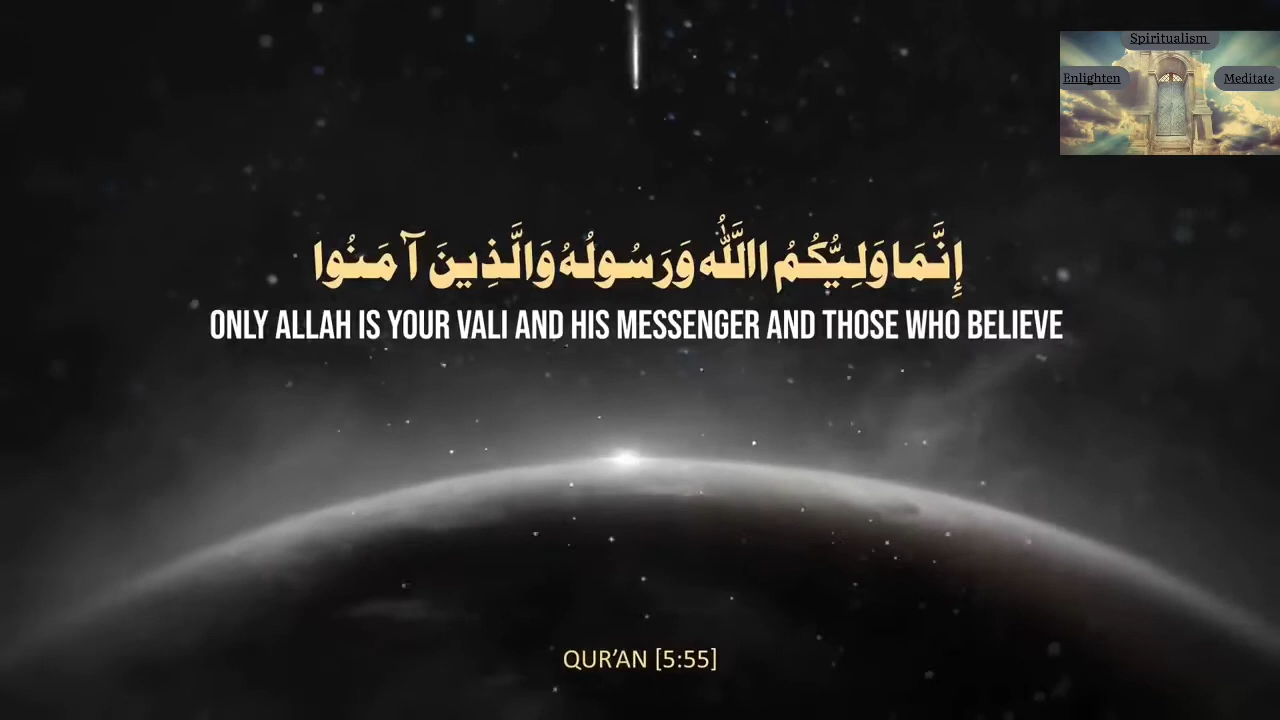 Spiritualism
Enlighten
Meditate
إِنَّمَا وَلِيُّكُمُ االلَّهُ وَرَسُولُهُ وَالَّذِينَ آمَنُوا
ONLY ALLAH IS YOUR VALI AND HIS MESSENGER AND THOSE WHO BELIEVE
QUR’AN [5:55]